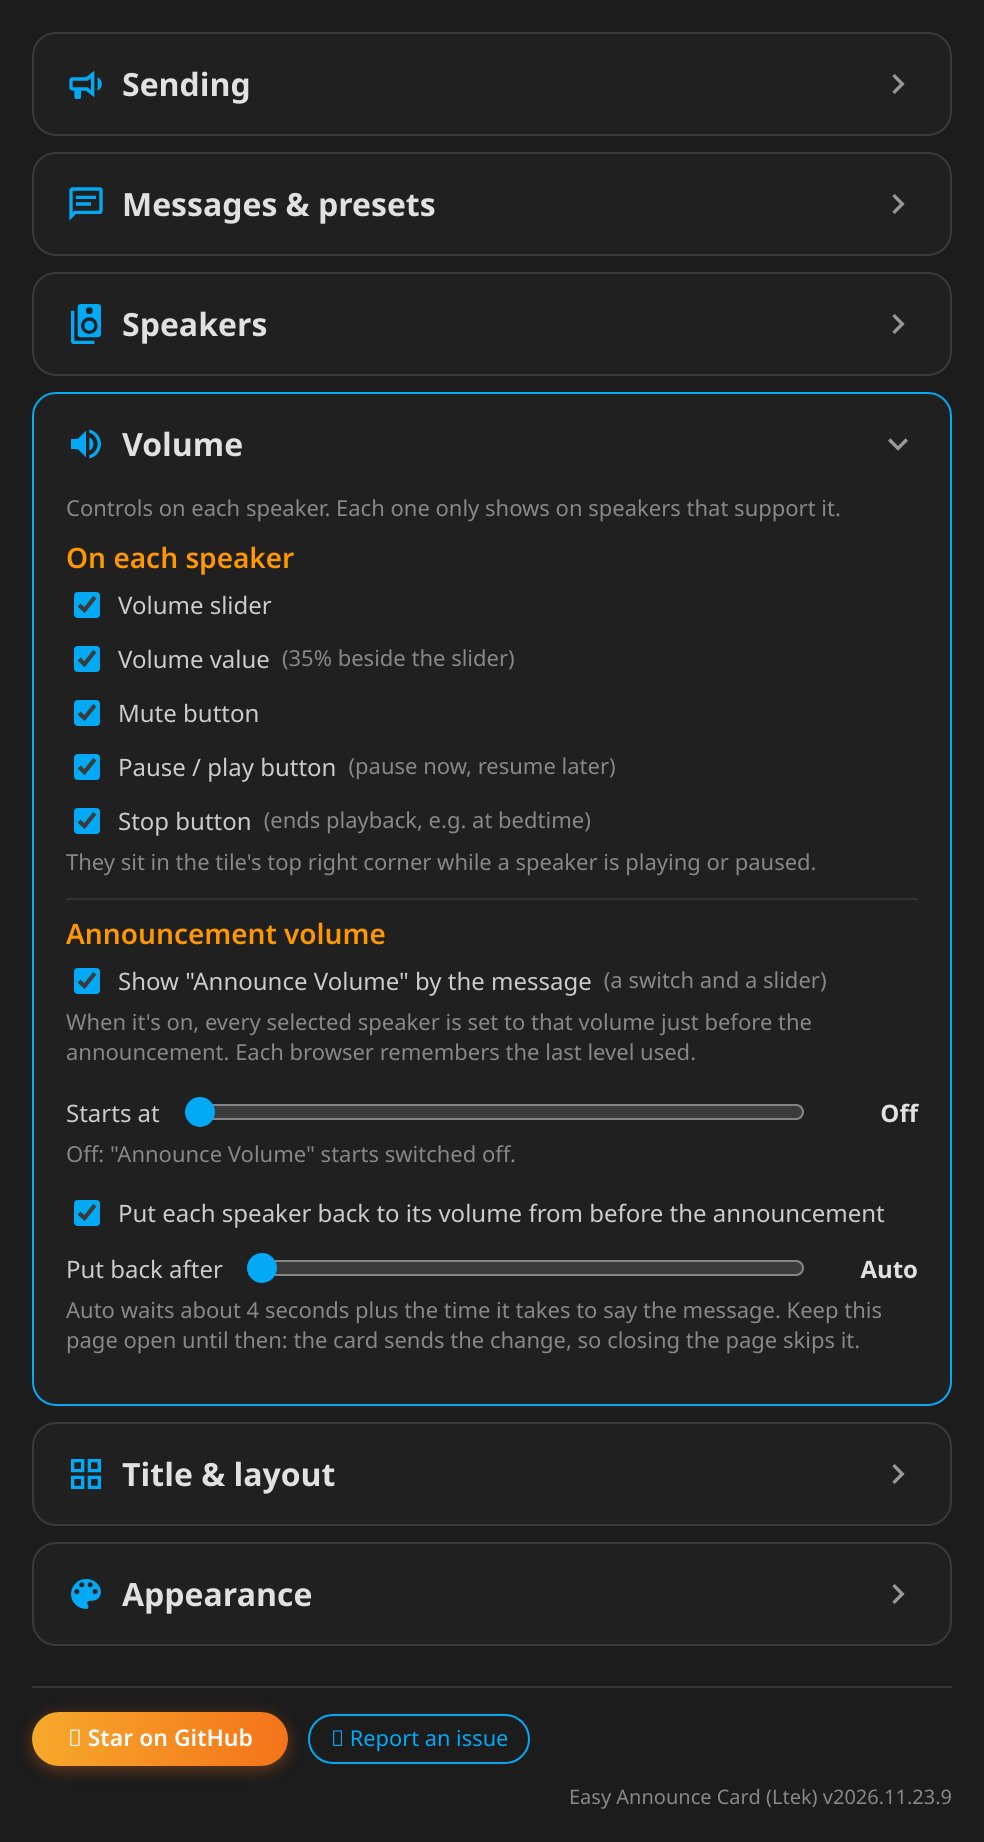 Sending
Messages & presets
Speakers
Volume
Controls on each speaker. Each one only shows on speakers that support it.
On each speaker
Volume slider
Volume value (35% beside the slider)
Mute button
Pause / play button (pause now, resume later)
Stop button (ends playback, e.g. at bedtime)
They sit in the tile's top right corner while a speaker is playing or paused.
Announcement volume
Show "Announce Volume" by the message (a switch and a slider)
When it's on, every selected speaker is set to that volume just before the
announcement. Each browser remembers the last level used.
Starts at Off
Off: "Announce Volume" starts switched off.
Put each speaker back to its volume from before the announcement
Put back after Auto
Auto waits about 4 seconds plus the time it takes to say the message. Keep this
page open until then: the card sends the change, so closing the page skips it.
Title & layout
Appearance
Star on GitHub Report an issue
Easy Announce Card (Ltek) v2026.11.23.9